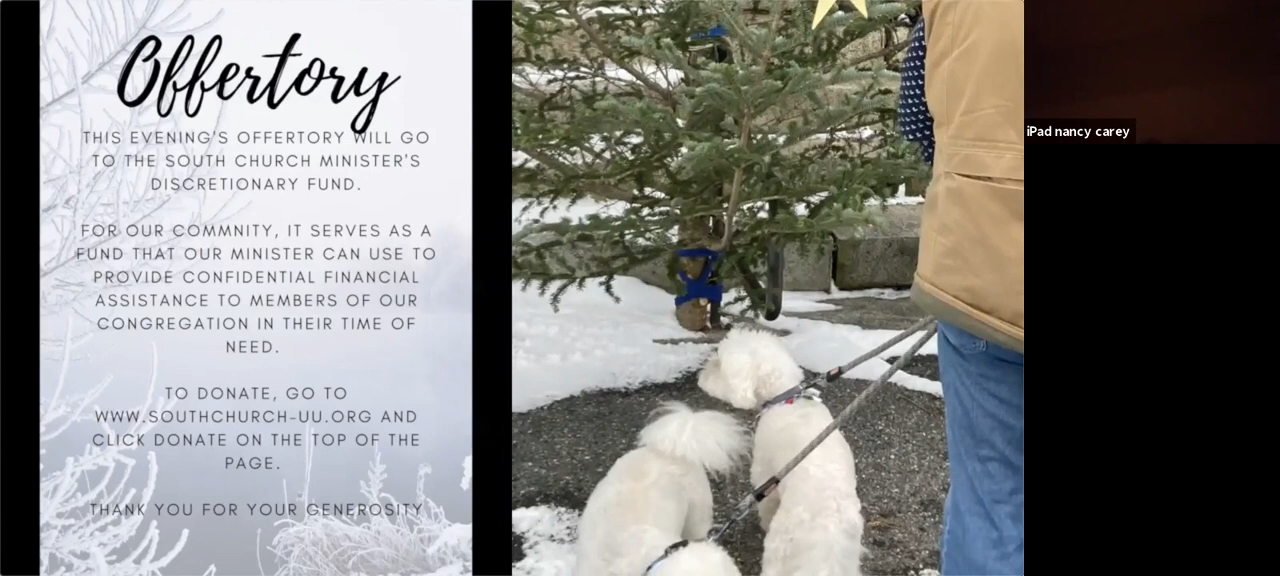 Offertory
THIS EVENING'S OFFERTORY WILL GO
TO THE SOUTH CHURCH MINISTER'S
DISCRETIONARY FUND.
FOR OUR COMMNITY, IT SERVES AS A
FUND THAT OUR MINISTER CAN USE TO
PROVIDE CONFIDENTIAL FINANCIAL
ASSISTANCE TO MEMBERS OF OUR
CONGREGATION IN THEIR TIME OF
NEED.
TO DONATE, GO TO
WWW.SOUTHCHURCH-UU.ORG AND
CLICK DONATE ON THE TOP OF THE
PAGE.
THANK YOU FOR YOUR GENEROSITY
iPad nancy carey